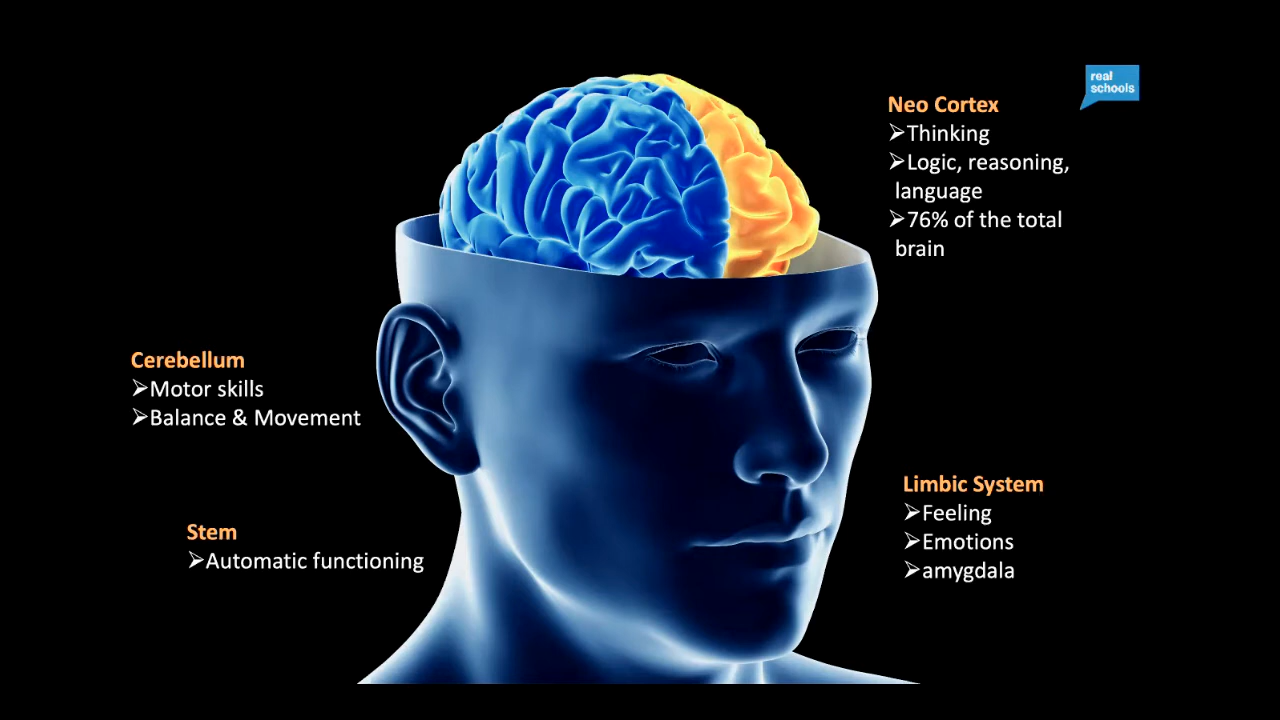 real
schools
Neo Cortex
➢Thinking
➢Logic, reasoning,
language
➢76% of the total
brain
Cerebellum
➢Motor skills
➢Balance & Movement
Limbic System
➢Feeling
➢Emotions
➢amygdala
Stem
➢Automatic functioning